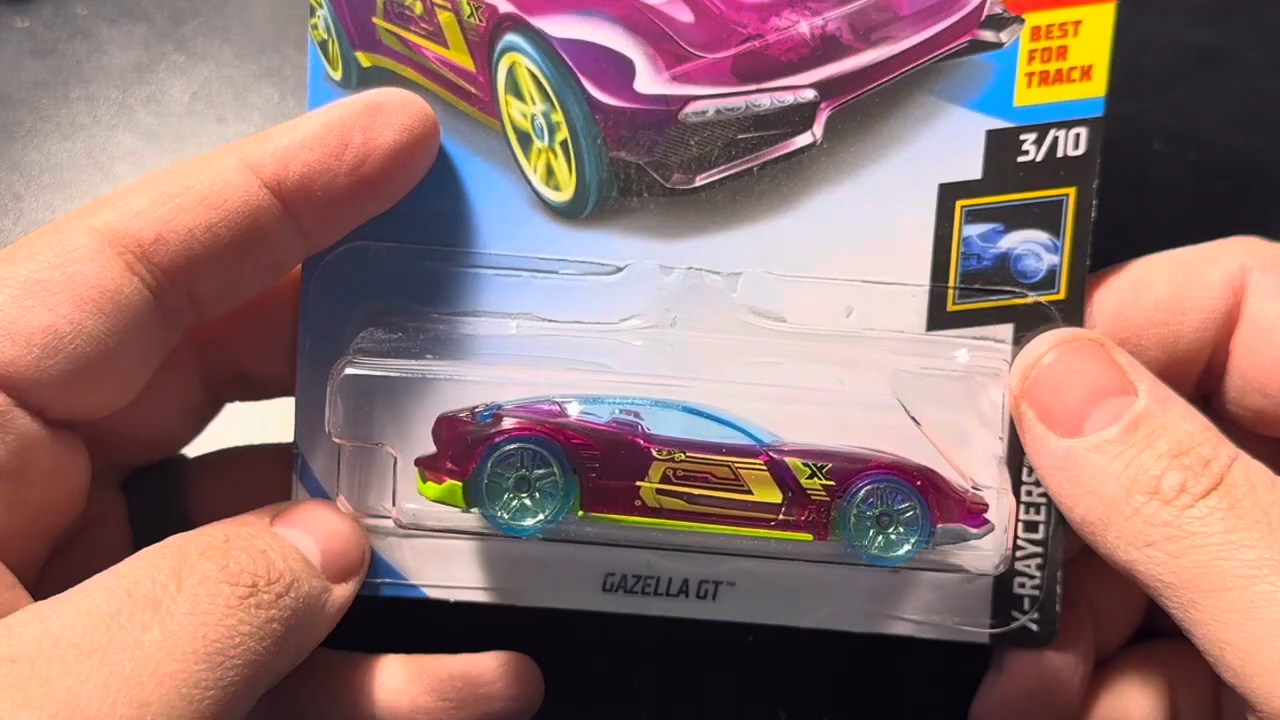 X
BEST
FOR
TRACK
3/10
X
GAZELLA GT™
X-RAYCERS